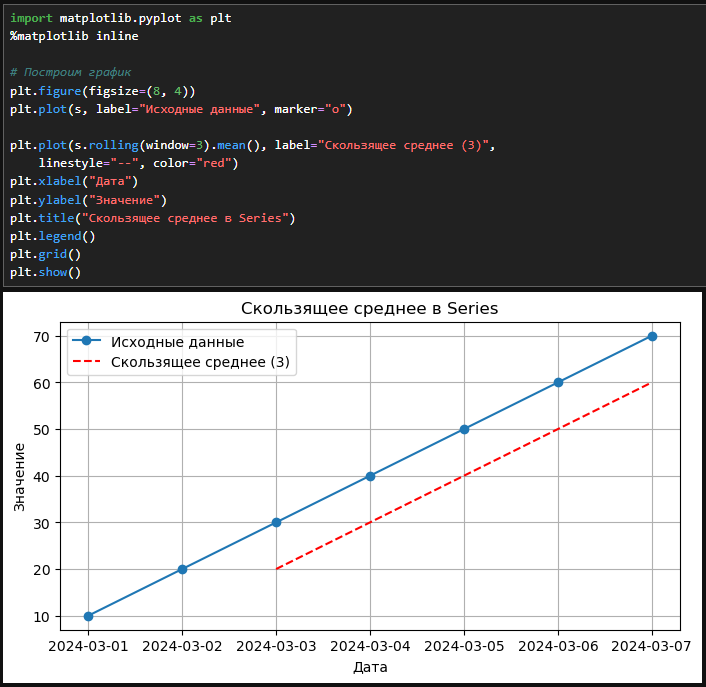 import matplotlib.pyplot as plt
%matplotlib inline
# Построим график
plt.figure(figsize=(8, 4))
plt.plot(s, label="Исходные данные", marker="o")
plt.plot(s.rolling(window=3).mean(), label="Скользящее среднее (3)",
    linestyle="--", color="red")
plt.xlabel("Дата")
plt.ylabel("Значение")
plt.title("Скользящее среднее в Series")
plt.legend()
plt.grid()
plt.show()
Скользящее среднее в Series
Исходные данные
Скользящее среднее (3)
70
60
50
40
30
20
10
Значение
2024-03-01 2024-03-02 2024-03-03 2024-03-04 2024-03-05 2024-03-06 2024-03-07
Дата